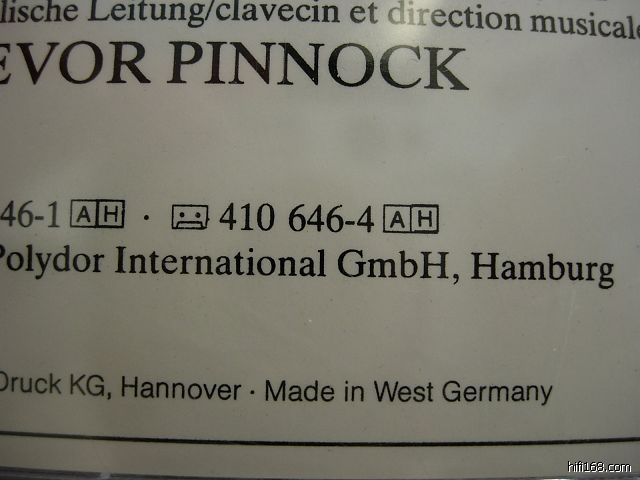 lische Leitung/clavecin et direction musicale
EVOR PINNOCK
46-1 AH · 410 646-4 AH
Polydor International GmbH, Hamburg
Druck KG, Hannover · Made in West Germany
hifi168.com